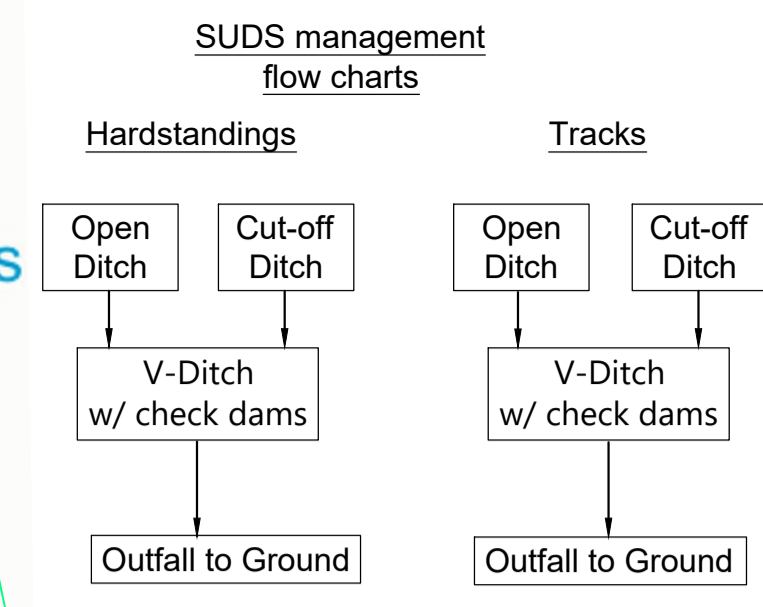 SUDS management
flow charts
Hardstandings
Tracks
Open
Ditch
Cut-off
Ditch
Open
Ditch
Cut-off
Ditch
V-Ditch
w/ check dams
V-Ditch
w/ check dams
Outfall to Ground
Outfall to Ground
s